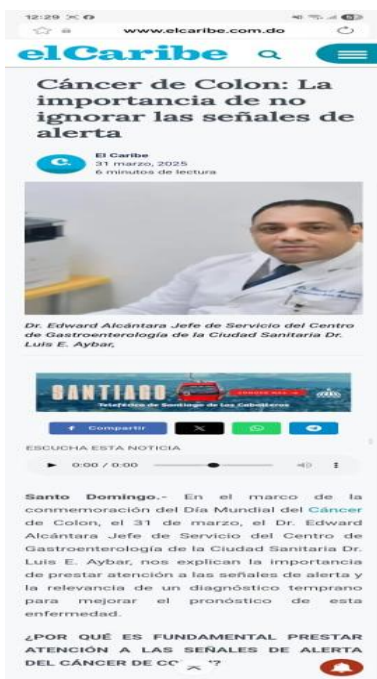 12:29
www.elcaribe.com.do
elCaribe
Cáncer de Colon: La
importancia de no
ignorar las señales de
alerta
El Caribe
31 marzo, 2025
6 minutos de lectura
Dr. Edward Alcántara Jefe de Servicio del Centro
de Gastroenterología de la Ciudad Sanitaria Dr.
Luis E. Aybar,
SANTIAGO
Teleférico de Santiago de los Caballeros
Compartir
ESCUCHA ESTA NOTICIA
0:00 / 0:00
Santo Domingo.- En el marco de la
conmemoración del Día Mundial del Cáncer
de Colon, el 31 de marzo, el Dr. Edward
Alcántara Jefe de Servicio del Centro de
Gastroenterología de la Ciudad Sanitaria Dr.
Luis E. Aybar, nos explican la importancia
de prestar atención a las señales de alerta y
la relevancia de un diagnóstico temprano
para mejorar el pronóstico de esta
enfermedad.
¿POR QUÉ ES FUNDAMENTAL PRESTAR
ATENCIÓN A LAS SEÑALES DE ALERTA
DEL CÁNCER DE